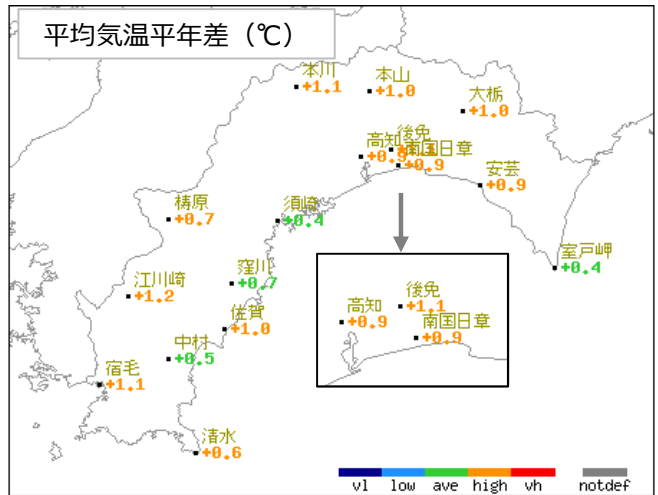 平均気温平年差（℃）
本川
+1.1
本山
+1.0
大栃
+1.0
高知
+0.9
後免
南国日章
+0.9
安芸
+0.9
梼原
+0.7
須崎
+0.4
室戸岬
+0.4
窪川
+0.7
江川崎
+1.2
佐賀
+1.0
中村
+0.5
宿毛
+1.1
清水
+0.6
後免
+1.1
高知
+0.9
南国日章
+0.9
vl low ave high vh notdef